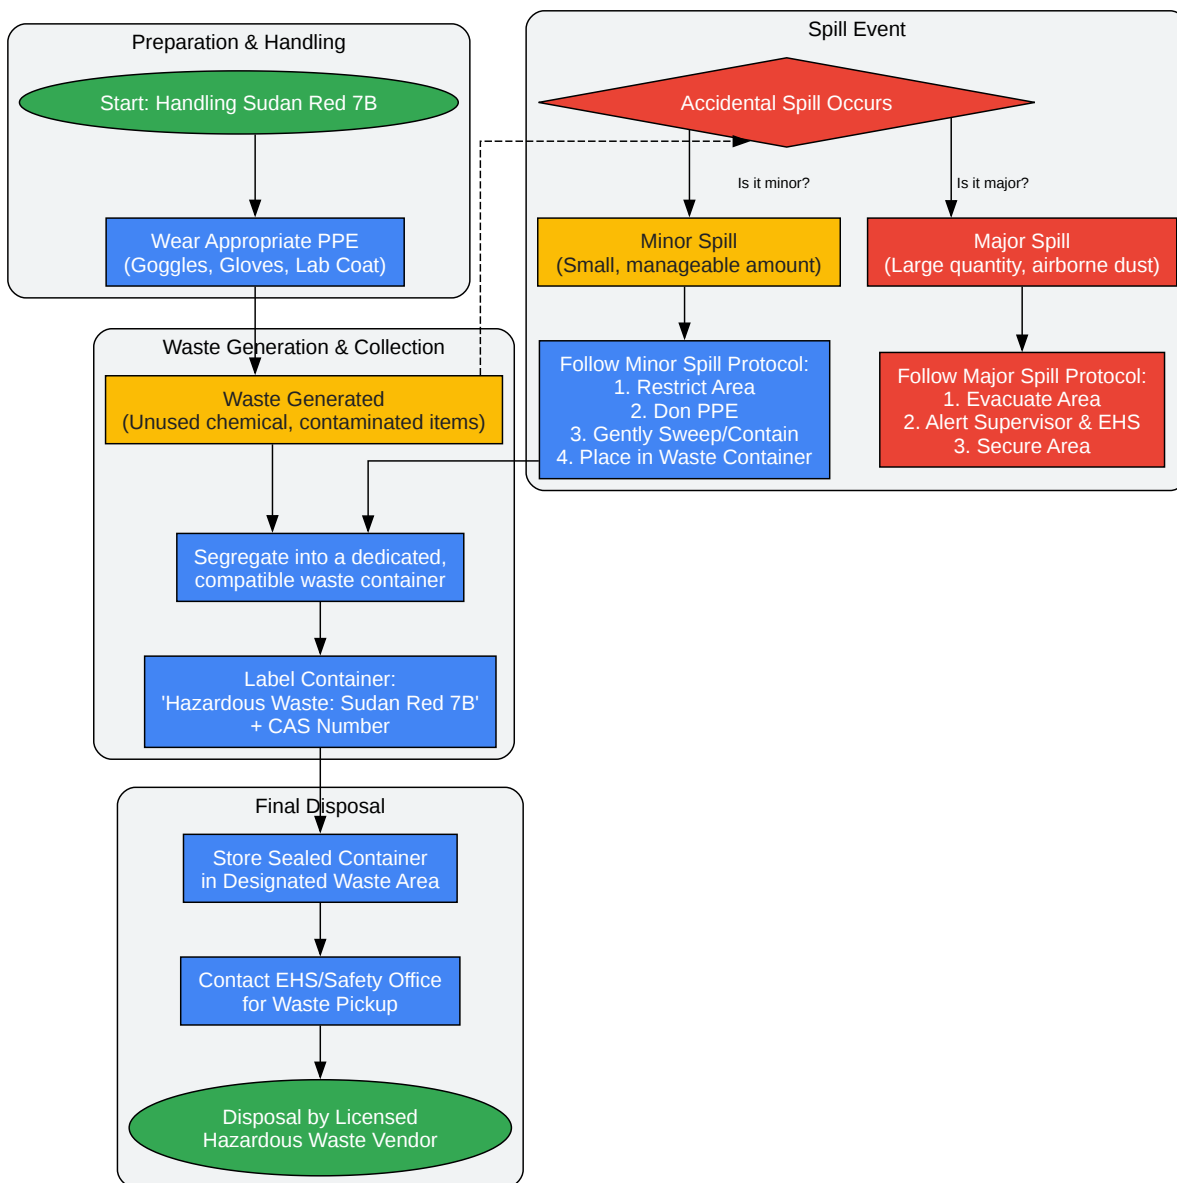 Preparation & Handling
Start: Handling Sudan Red 7B
Wear Appropriate PPE
(Goggles, Gloves, Lab Coat)
Spill Event
Accidental Spill Occurs
Is it minor?
Is it major?
Minor Spill
(Small, manageable amount)
Major Spill
(Large quantity, airborne dust)
Follow Minor Spill Protocol:
1. Restrict Area
2. Don PPE
3. Gently Sweep/Contain
4. Place in Waste Container
Follow Major Spill Protocol:
1. Evacuate Area
2. Alert Supervisor & EHS
3. Secure Area
Waste Generation & Collection
Waste Generated
(Unused chemical, contaminated items)
Segregate into a dedicated,
compatible waste container
Label Container:
'Hazardous Waste: Sudan Red 7B'
+ CAS Number
Final Disposal
Store Sealed Container
in Designated Waste Area
Contact EHS/Safety Office
for Waste Pickup
Disposal by Licensed
Hazardous Waste Vendor